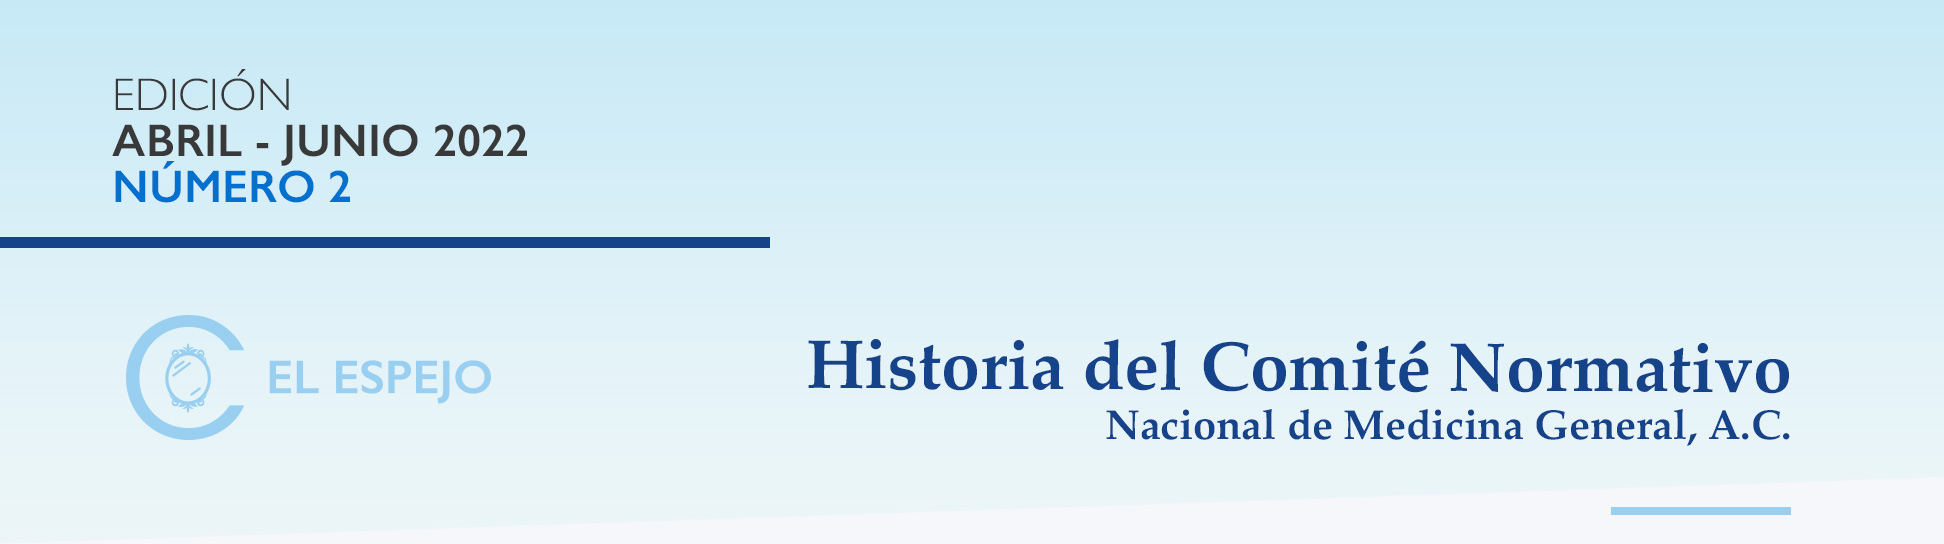 EDICIÓN
ABRIL - JUNIO 2022
NÚMERO 2
EL ESPEJO
Historia del Comité Normativo
Nacional de Medicina General, A.C.